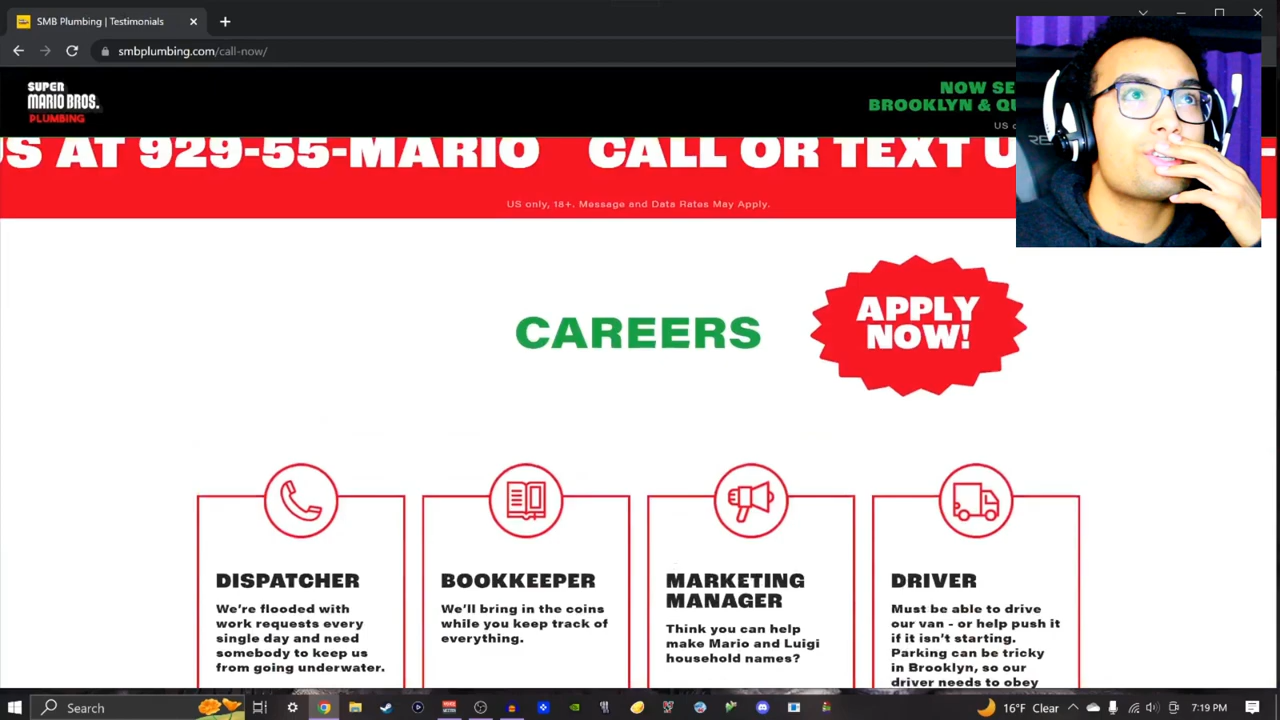 SMB Plumbing | Testimonials
smbplumbing.com/call-now/
SUPER
MARIO BROS.
PLUMBING
NOW SE
BROOKLYN & QU
US
US AT 929-55-MARIO CALL OR TEXT U
US only, 18+. Message and Data Rates May Apply.
CAREERS
APPLY
NOW!
DISPATCHER
We're flooded with
work requests every
single day and need
somebody to keep us
from going underwater.
BOOKKEEPER
We'll bring in the coins
while you keep track of
everything.
MARKETING
MANAGER
Think you can help
make Mario and Luigi
household names?
DRIVER
Must be able to drive
our van - or help push it
if it isn't starting.
Parking can be tricky
in Brooklyn, so our
driver needs to obey
Search
16°F Clear
7:19 PM